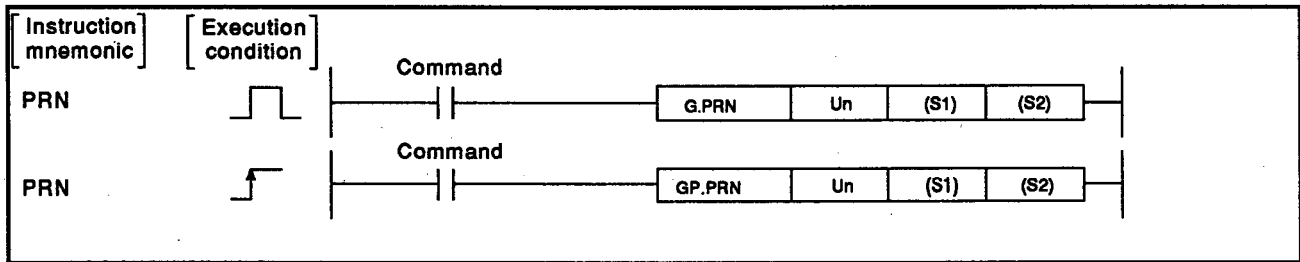 Instruction mnemonic
Execution condition
Command
PRN
G.PRN Un (S1) (S2)
Command
PRN
GP.PRN Un (S1) (S2)